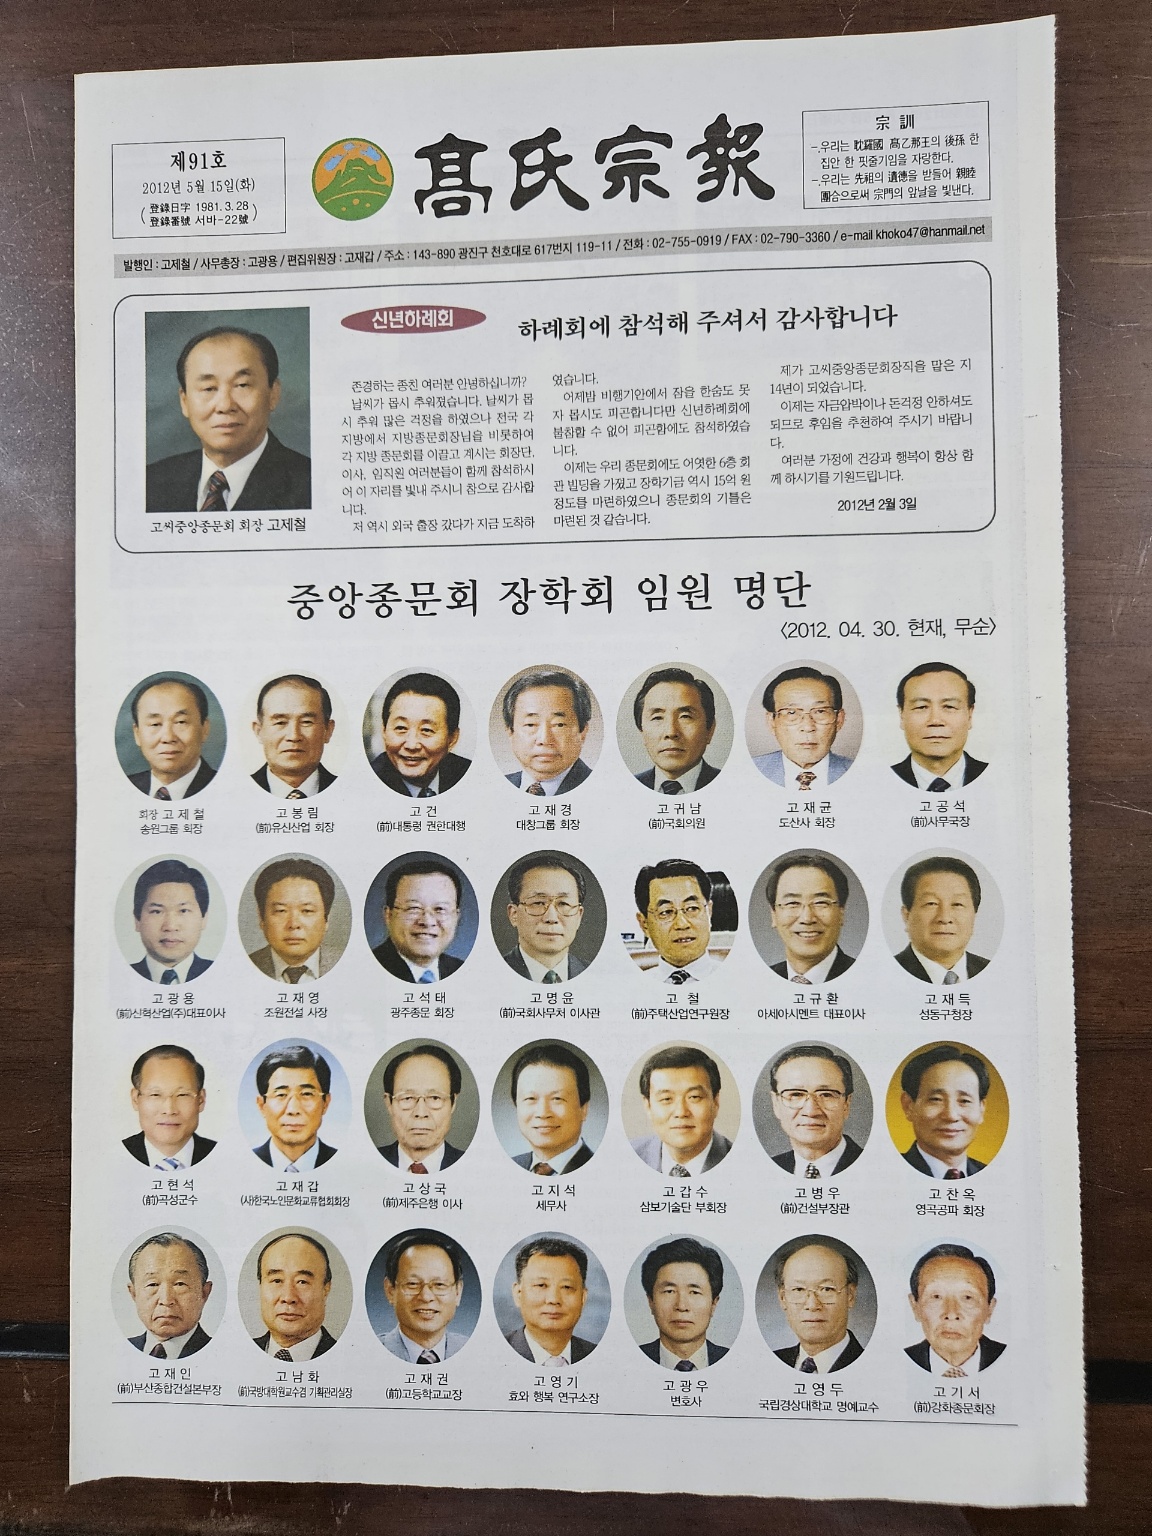 제91호
2012년 5월 15일(화)
登錄日字 1981. 3. 28
登錄番號 서바-22號
髙氏宗報
宗 訓
-.우리는 耽羅國 髙乙那王의 後孫 한
집안 한 핏줄기임을 자랑한다.
-.우리는 先祖의 遺德을 받들어 親睦
團合으로써 宗門의 앞날을 빛낸다.
발행인 : 고제철 / 사무총장 : 고광용 / 편집위원장 : 고재갑 / 주소 : 143-890 광진구 천호대로 617번지 119-11 / 전화 : 02-755-0919 / FAX : 02-790-3360 / e-mail khoko47@hanmail.net
신년하례회
하례회에 참석해 주셔서 감사합니다
고씨중앙종문회 회장 고제철
존경하는 종친 여러분 안녕하십니까?
날씨가 몹시 추워졌습니다. 날씨가 몹
시 추워 많은 걱정을 하였으나 전국 각
지방에서 지방종문회장님을 비롯하여
각 지방 종문회를 이끌고 계시는 회장단,
이사, 임직원 여러분들이 함께 참석하시
어 이 자리를 빛내 주시니 참으로 감사합
니다.
저 역시 외국 출장 갔다가 지금 도착하
였습니다.
어제밤 비행기안에서 잠을 한숨도 못
자 몹시도 피곤합니다만 신년하례회에
불참할 수 없어 피곤함에도 참석하였습
니다.
이제는 우리 종문회에도 어엿한 6층 회
관 빌딩을 가졌고 장학기금 역시 15억 원
정도를 마련하였으니 종문회의 기틀은
마련된 것 같습니다.
제가 고씨중앙종문회장직을 맡은 지
14년이 되었습니다.
이제는 자금압박이나 돈걱정 안하셔도
되므로 후임을 추천하여 주시기 바랍니
다.
여러분 가정에 건강과 행복이 항상 함
께 하시기를 기원드립니다.
2012년 2월 3일
중앙종문회 장학회 임원 명단
〈2012. 04. 30. 현재, 무순〉
회장 고 제 철
송원그룹 회장
고 봉 림
(前)유신산업 회장
고 건
(前)대통령 권한대행
고 재 경
대창그룹 회장
고 귀 남
(前)국회의원
고 재 균
도산사 회장
고 공 석
(前)사무국장
고 광 용
(前)신혁산업(주)대표이사
고 재 영
조원전설 사장
고 석 태
광주종문 회장
고 명 윤
(前)국회사무처 이사관
고 철
(前)주택산업연구원장
고 규 환
아세아시멘트 대표이사
고 재 득
성동구청장
고 현 석
(前)곡성군수
고 재 갑
(사)한국노인문화교류협회회장
고 상 국
(前)제주은행 이사
고 지 석
세무사
고 갑 수
삼보기술단 부회장
고 병 우
(前)건설부장관
고 찬 옥
영곡공파 회장
고 재 인
(前)부산종합건설본부장
고 남 화
(前)국방대학원교수겸 기획관리실장
고 재 권
(前)고등학교교장
고 영 기
효와 행복 연구소장
고 광 우
변호사
고 영 두
국립경상대학교 명예교수
고 기 서
(前)강화종문회장